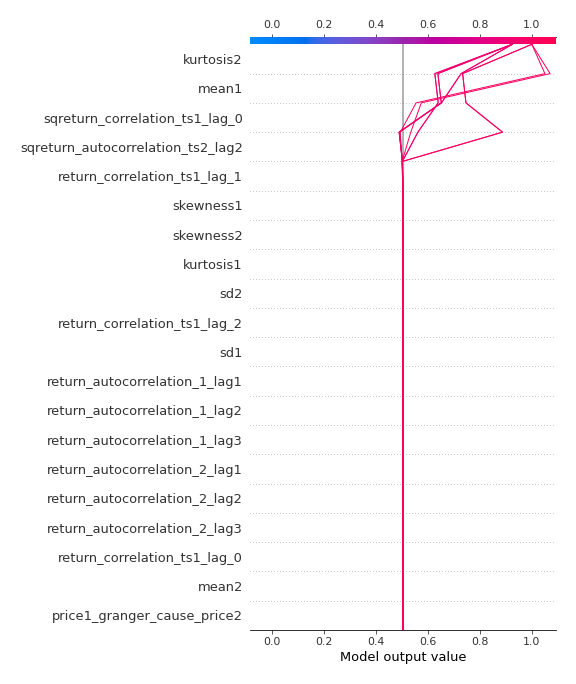 0.0 0.2 0.4 0.6 0.8 1.0
kurtosis2
mean1
sqreturn_correlation_ts1_lag_0
sqreturn_autocorrelation_ts2_lag2
return_correlation_ts1_lag_1
skewness1
skewness2
kurtosis1
sd2
return_correlation_ts1_lag_2
sd1
return_autocorrelation_1_lag1
return_autocorrelation_1_lag2
return_autocorrelation_1_lag3
return_autocorrelation_2_lag1
return_autocorrelation_2_lag2
return_autocorrelation_2_lag3
return_correlation_ts1_lag_0
mean2
price1_granger_cause_price2
0.0 0.2 0.4 0.6 0.8 1.0
Model output value